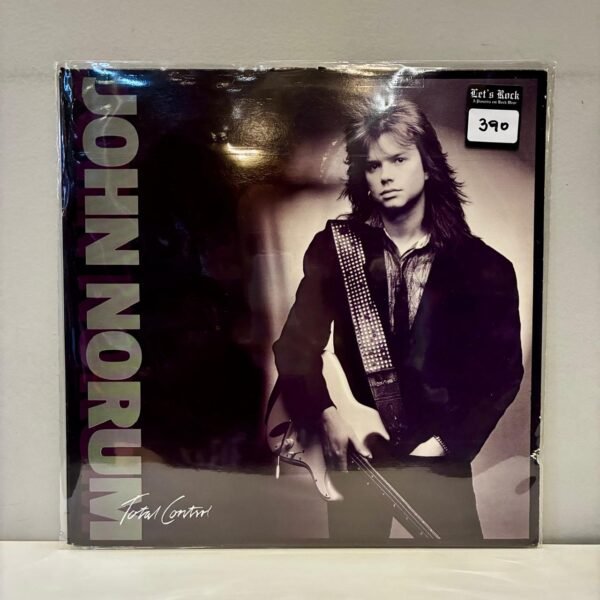 JOHN NORUM
Total Control
Let's Rock
390